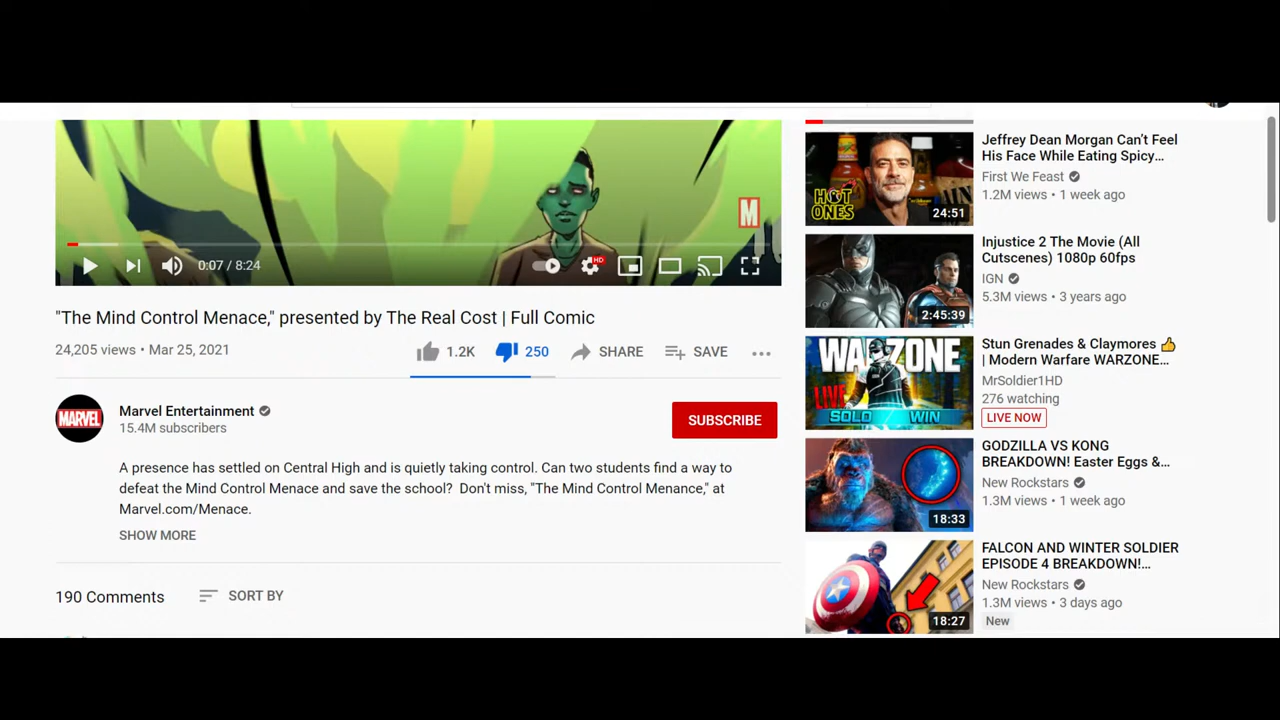 M
HD
0:07 / 8:24
"The Mind Control Menace," presented by The Real Cost | Full Comic
24,205 views • Mar 25, 2021
1.2K
250
SHARE
SAVE
MARVEL
Marvel Entertainment
15.4M subscribers
SUBSCRIBE
A presence has settled on Central High and is quietly taking control. Can two students find a way to
defeat the Mind Control Menace and save the school? Don't miss, "The Mind Control Menance," at
Marvel.com/Menace.
SHOW MORE
190 Comments
SORT BY
HOT
ONES
24:51
Jeffrey Dean Morgan Can't Feel
His Face While Eating Spicy...
First We Feast
1.2M views • 1 week ago
2:45:39
Injustice 2 The Movie (All
Cutscenes) 1080p 60fps
IGN
5.3M views • 3 years ago
WARZONE
LIVE
SOLO WIN
Stun Grenades & Claymores 👍
| Modern Warfare WARZONE...
MrSoldier1HD
276 watching
LIVE NOW
18:33
GODZILLA VS KONG
BREAKDOWN! Easter Eggs &...
New Rockstars
1.3M views • 1 week ago
18:27
FALCON AND WINTER SOLDIER
EPISODE 4 BREAKDOWN!...
New Rockstars
1.3M views • 3 days ago
New